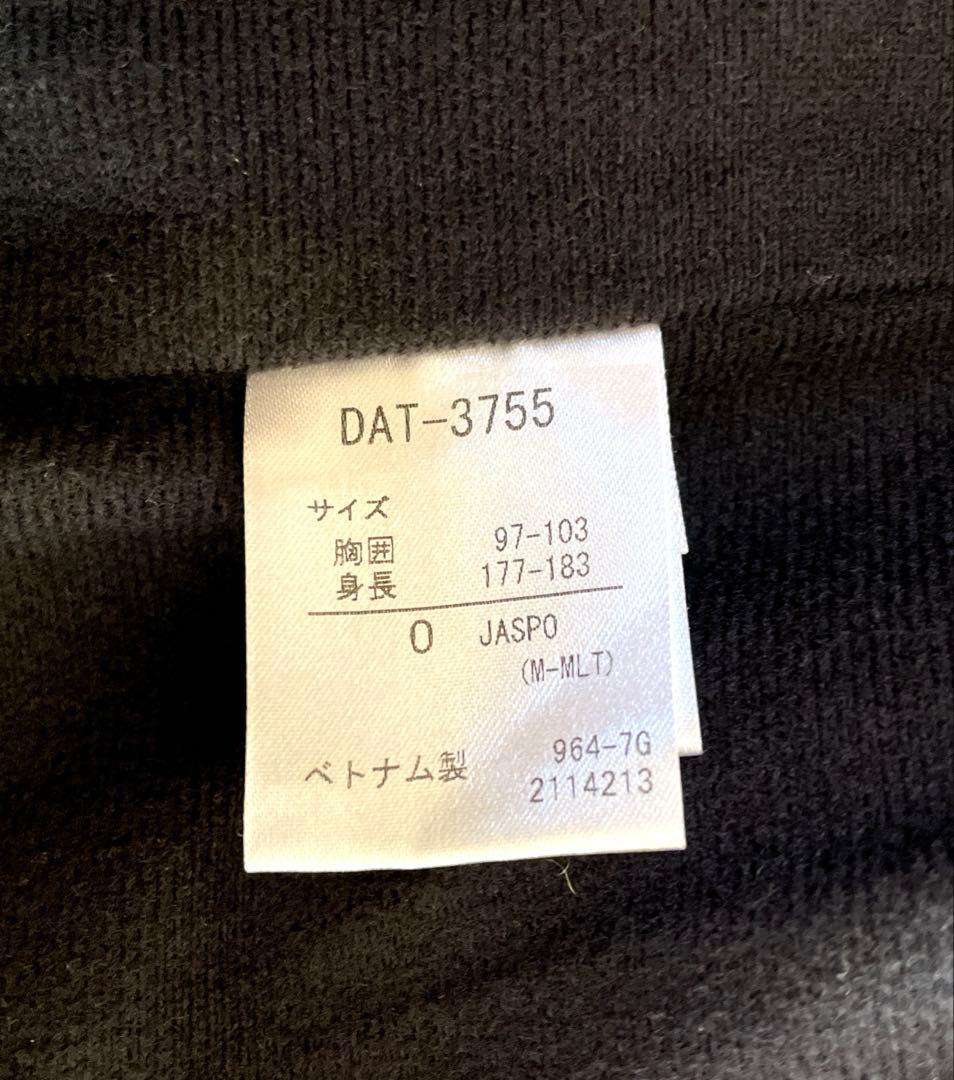 DAT-3755
サイズ
胸囲 97-103
身長 177-183
O JASPO
(M-MLT)
964-7G
ベトナム製 2114213